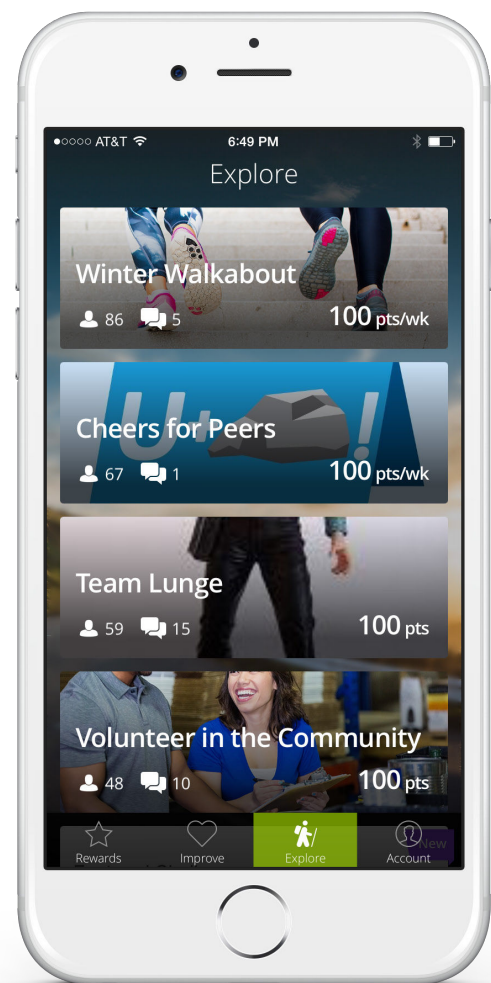 AT&T 6:49 PM
Explore
Winter Walkabout
86 5 100 pts/wk
U+ !
Cheers for Peers
67 1 100 pts/wk
Team Lunge
59 15 100 pts
Volunteer in the Community
48 10 100 pts
New
Rewards Improve Explore Account